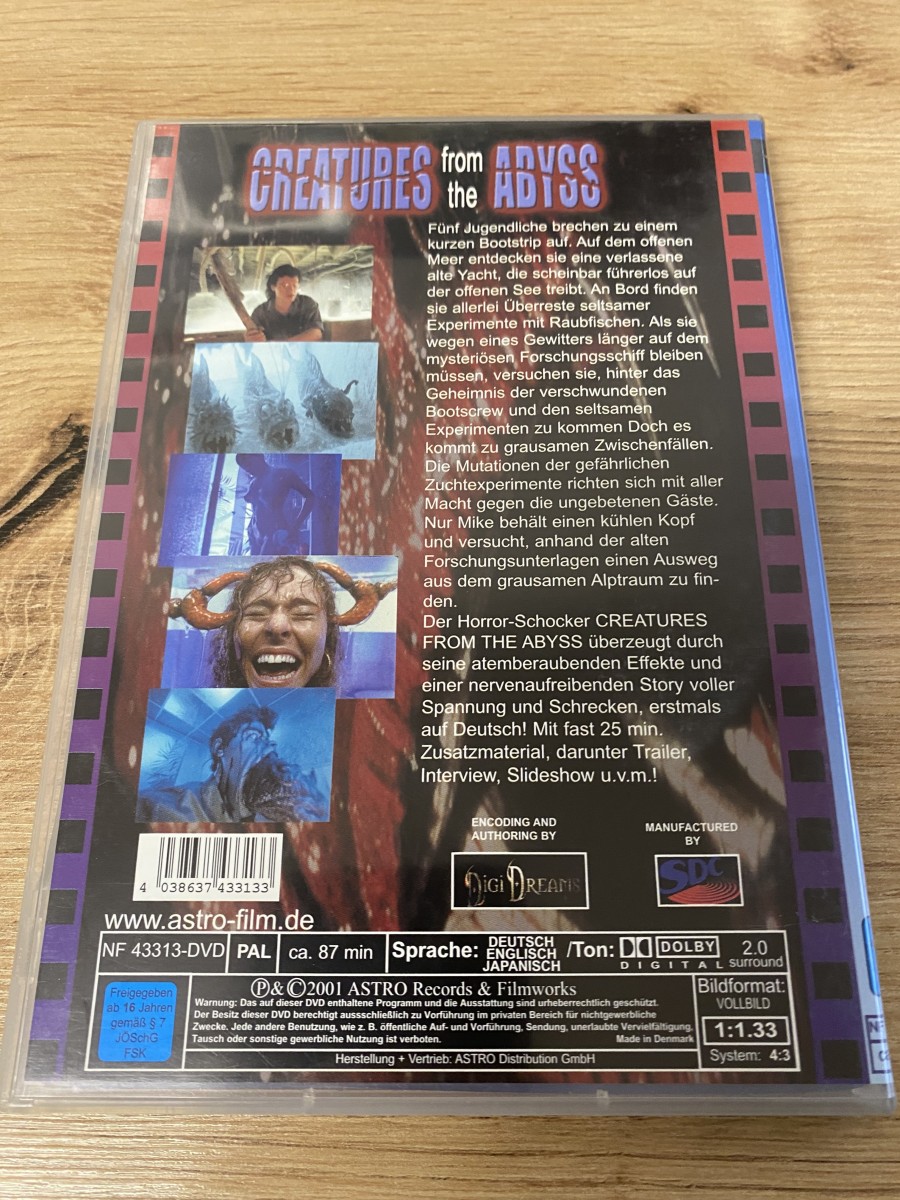 CREATURES from the ABYSS
Fünf Jugendliche brechen zu einem
kurzen Bootstrip auf. Auf dem offenen
Meer entdecken sie eine verlassene
alte Yacht, die scheinbar führerlos auf
der offenen See treibt. An Bord finden
sie allerlei Überreste seltsamer
Experimente mit Raubfischen. Als sie
wegen eines Gewitters länger auf dem
mysteriösen Forschungsschiff bleiben
müssen, versuchen sie, hinter das
Geheimnis der verschwundenen
Bootscrew und den seltsamen
Experimenten zu kommen Doch es
kommt zu grausamen Zwischenfällen.
Die Mutationen der gefährlichen
Zuchtexperimente richten sich mit aller
Macht gegen die ungebetenen Gäste.
Nur Mike behält einen kühlen Kopf
und versucht, anhand der alten
Forschungsunterlagen einen Ausweg
aus dem grausamen Alptraum zu fin-
den.
Der Horror-Schocker CREATURES
FROM THE ABYSS überzeugt durch
seine atemberaubenden Effekte und
einer nervenaufreibenden Story voller
Spannung und Schrecken, erstmals
auf Deutsch! Mit fast 25 min.
Zusatzmaterial, darunter Trailer,
Interview, Slideshow u.v.m.!
ENCODING AND
AUTHORING BY
DIGI DREAMS
MANUFACTURED
BY
SDC
4 038637 433133
www.astro-film.de
NF 43313-DVD PAL ca. 87 min Sprache: DEUTSCH ENGLISCH JAPANISCH /Ton: DOLBY DIGITAL 2.0 surround
Freigegeben
ab 16 Jahren
gemäß § 7
JÖSchG
FSK
Ⓟ&©2001 ASTRO Records & Filmworks
Warnung: Das auf dieser DVD enthaltene Programm und die Ausstattung sind urheberrechtlich geschützt.
Der Besitz dieser DVD berechtigt aussschließlich zu Vorführung im privaten Bereich für nichtgewerbliche
Zwecke. Jede andere Benutzung, wie z. B. öffentliche Auf- und Vorführung, Sendung, unerlaubte Vervielfältigung,
Tausch oder sonstige gewerbliche Nutzung ist verboten. Made in Denmark
Herstellung + Vertrieb: ASTRO Distribution GmbH
Bildformat:
VOLLBILD
1:1.33
System: 4:3